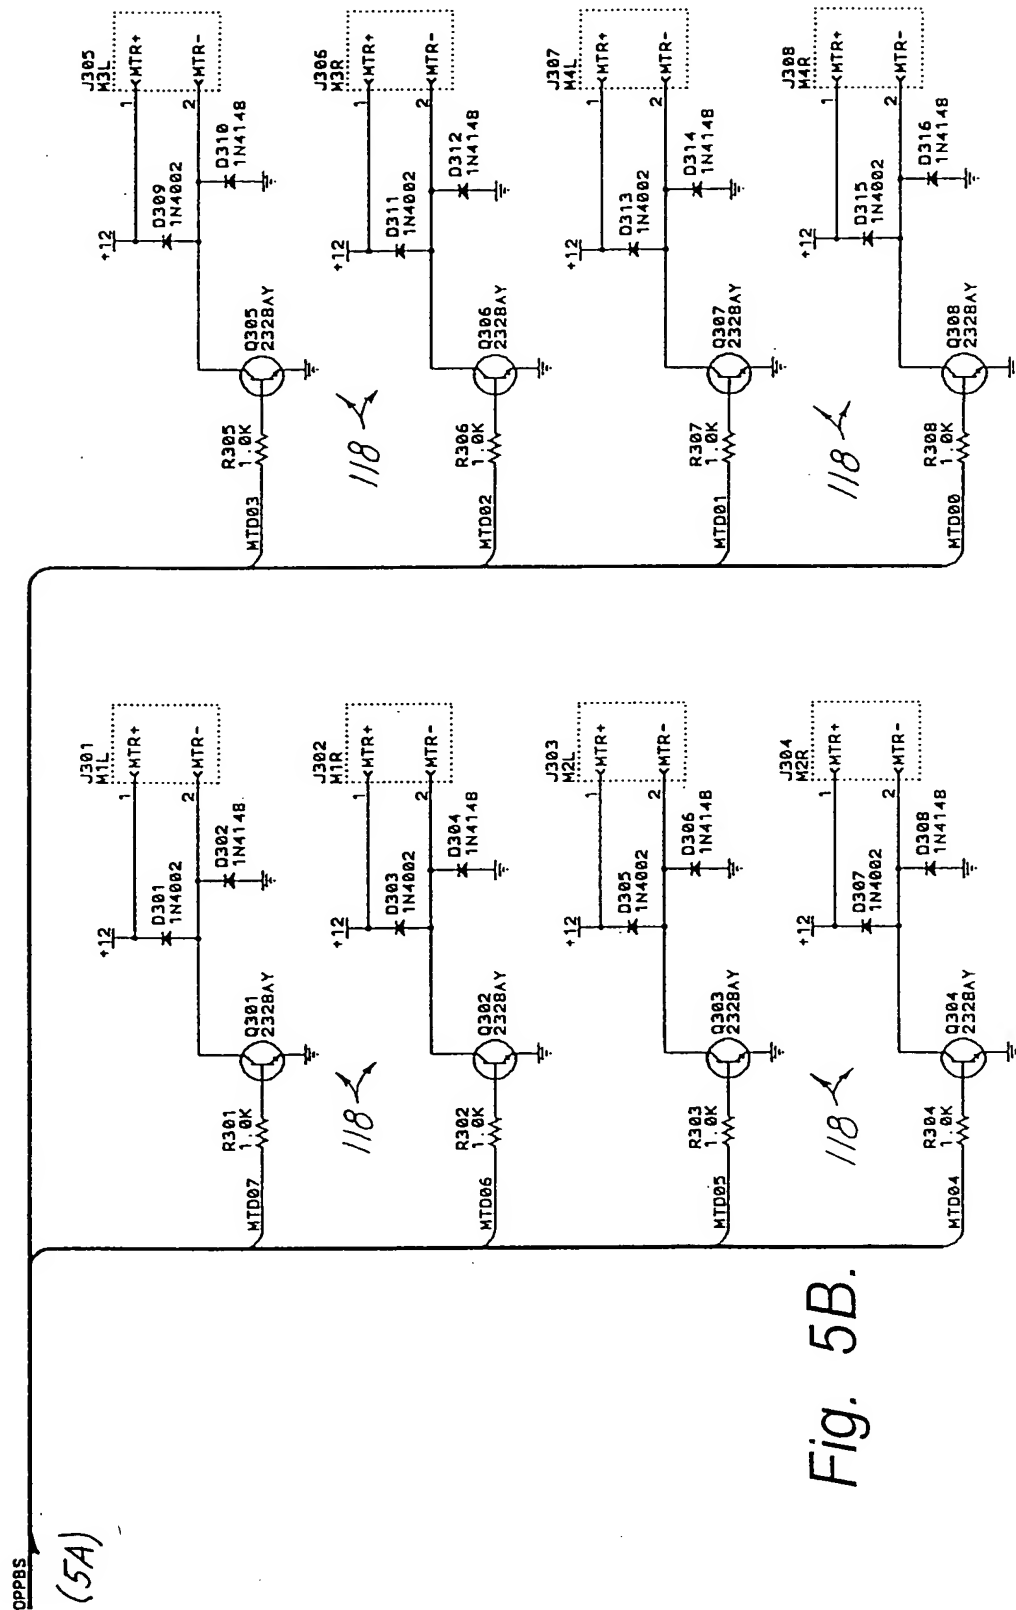 OPPBS
(5A)
MTD07
R301
1.0K
Q301
2328AY
+12
D301
1N4002
D302
1N4148
1
2
J301
M1L
MTR+
MTR-
118
MTD06
R302
1.0K
Q302
2328AY
+12
D303
1N4002
D304
1N4148
1
2
J302
M1R
MTR+
MTR-
MTD05
R303
1.0K
Q303
2328AY
+12
D305
1N4002
D306
1N4148
1
2
J303
M2L
MTR+
MTR-
118
MTD04
R304
1.0K
Q304
2328AY
+12
D307
1N4002
D308
1N4148
1
2
J304
M2R
MTR+
MTR-
MTD03
R305
1.0K
Q305
2328AY
+12
D309
1N4002
D310
1N4148
1
2
J305
M3L
MTR+
MTR-
118
MTD02
R306
1.0K
Q306
2328AY
+12
D311
1N4002
D312
1N4148
1
2
J306
M3R
MTR+
MTR-
MTD01
R307
1.0K
Q307
2328AY
+12
D313
1N4002
D314
1N4148
1
2
J307
M4L
MTR+
MTR-
118
MTD00
R308
1.0K
Q308
2328AY
+12
D315
1N4002
D316
1N4148
1
2
J308
M4R
MTR+
MTR-
Fig. 5B.